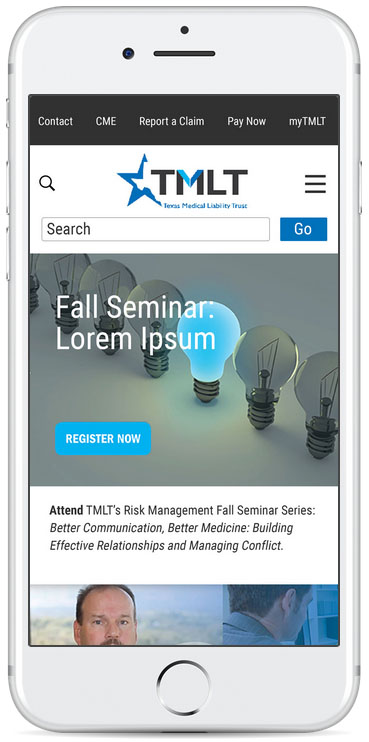 Contact CME Report a Claim Pay Now myTMLT
TMLT
Texas Medical Liability Trust
Search Go
Fall Seminar:
Lorem Ipsum
REGISTER NOW
Attend TMLT's Risk Management Fall Seminar Series:
Better Communication, Better Medicine: Building
Effective Relationships and Managing Conflict.